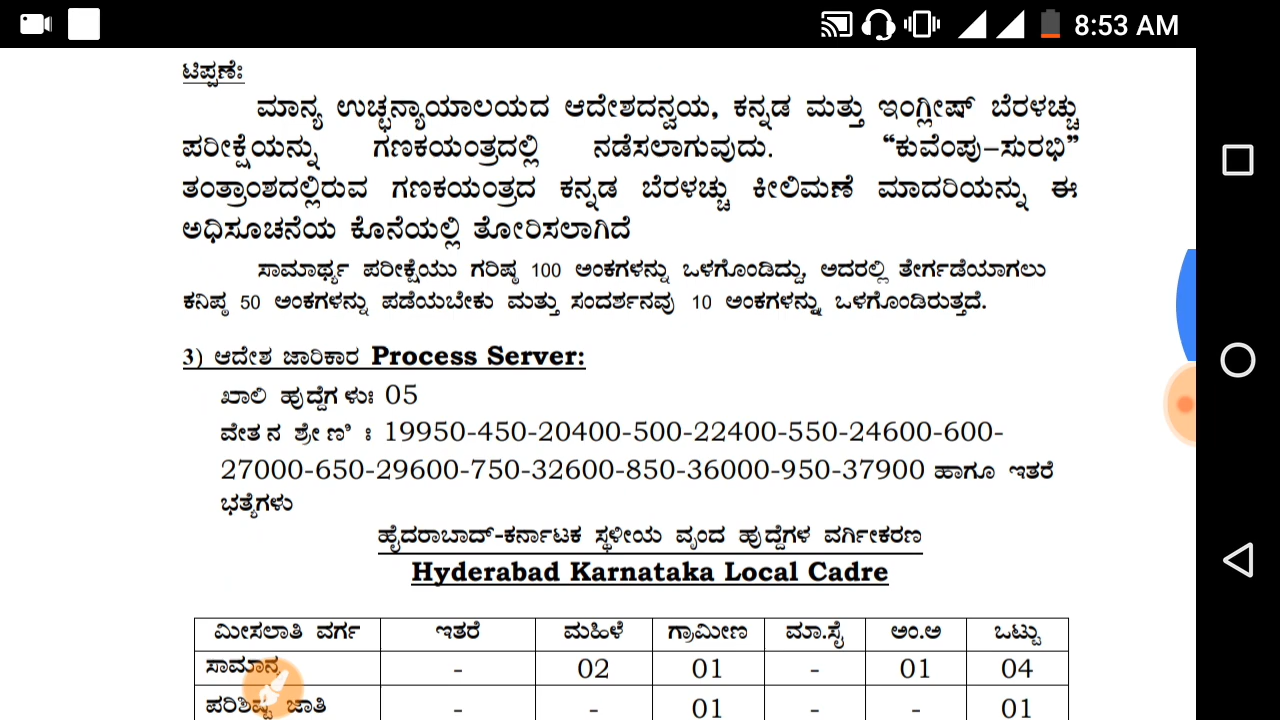 8:53 AM
ಟಿಪ್ಪಣೆಃ
ಮಾನ್ಯ ಉಚ್ಛನ್ಯಾಯಾಲಯದ ಆದೇಶದನ್ವಯ, ಕನ್ನಡ ಮತ್ತು ಇಂಗ್ಲೀಷ್ ಬೆರಳಚ್ಚು
ಪರೀಕ್ಷೆಯನ್ನು ಗಣಕಯಂತ್ರದಲ್ಲಿ ನಡೆಸಲಾಗುವುದು. “ಕುವೆಂಪು–ಸುರಭಿ”
ತಂತ್ರಾಂಶದಲ್ಲಿರುವ ಗಣಕಯಂತ್ರದ ಕನ್ನಡ ಬೆರಳಚ್ಚು ಕೀಲಿಮಣೆ ಮಾದರಿಯನ್ನು ಈ
ಅಧಿಸೂಚನೆಯ ಕೊನೆಯಲ್ಲಿ ತೋರಿಸಲಾಗಿದೆ
ಸಾಮಾರ್ಥ್ಯ ಪರೀಕ್ಷೆಯು ಗರಿಷ್ಠ 100 ಅಂಕಗಳನ್ನು ಒಳಗೊಂಡಿದ್ದು, ಅದರಲ್ಲಿ ತೇರ್ಗಡೆಯಾಗಲು
ಕನಿಷ್ಠ 50 ಅಂಕಗಳನ್ನು ಪಡೆಯಬೇಕು ಮತ್ತು ಸಂದರ್ಶನವು 10 ಅಂಕಗಳನ್ನು ಒಳಗೊಂಡಿರುತ್ತದೆ.
3) ಆದೇಶ ಜಾರಿಕಾರ Process Server:
ಖಾಲಿ ಹುದ್ದೆಗಳುಃ 05
ವೇತನ ಶ್ರೇಣಿಃ 19950-450-20400-500-22400-550-24600-600-
27000-650-29600-750-32600-850-36000-950-37900 ಹಾಗೂ ಇತರೆ
ಭತ್ಯೆಗಳು
ಹೈದರಾಬಾದ್-ಕರ್ನಾಟಕ ಸ್ಥಳೀಯ ವೃಂದ ಹುದ್ದೆಗಳ ವರ್ಗೀಕರಣ
Hyderabad Karnataka Local Cadre
ಮೀಸಲಾತಿ ವರ್ಗ ಇತರೆ ಮಹಿಳೆ ಗ್ರಾಮೀಣ ಮಾ.ಸೈ ಅಂ.ಅ ಒಟ್ಟು
ಸಾಮಾನ್ಯ - 02 01 - 01 04
ಪರಿಶಿಷ್ಟ ಜಾತಿ - - 01 - - 01